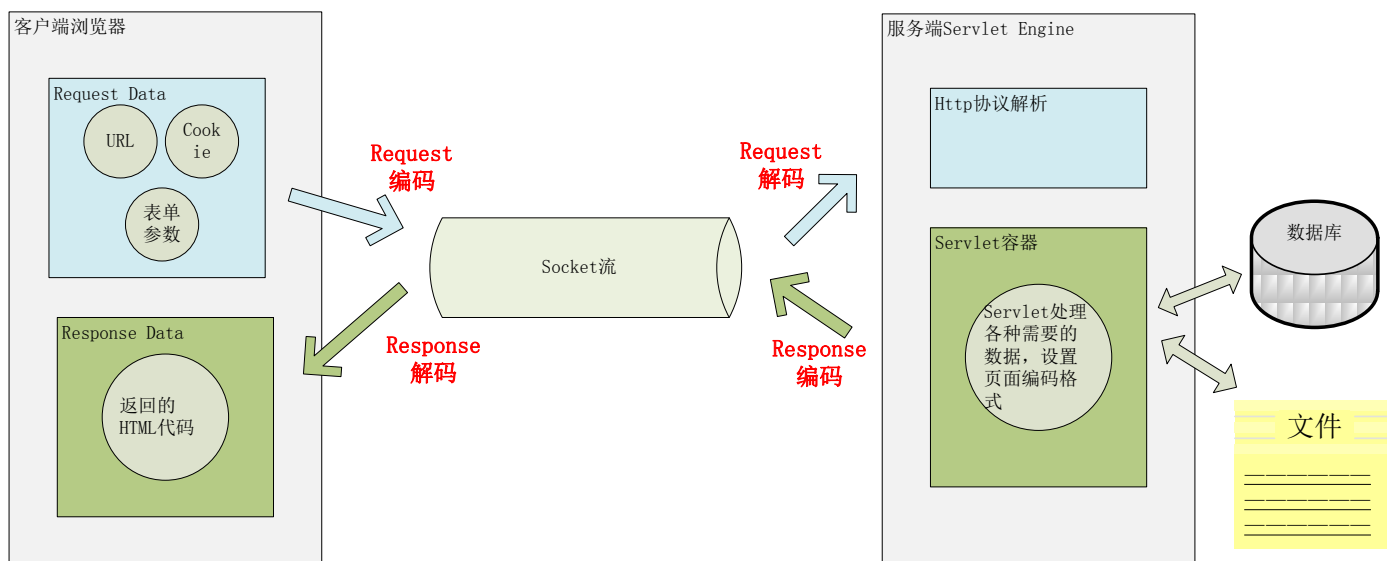 客户端浏览器
Request Data
URL
Cook
ie
表单
参数
Response Data
返回的
HTML代码
Request
编码
Response
解码
Socket流
Request
解码
Response
编码
服务端Servlet Engine
Http协议解析
Servlet容器
Servlet处理
各种需要的
数据，设置
页面编码格
式
数据库
文件